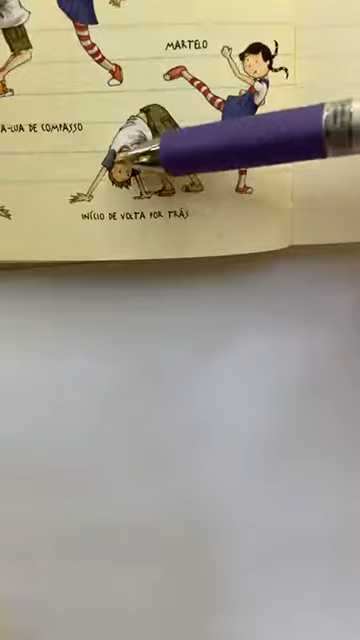 MARTELO
A-LUA DE COMPASSO
INÍCIO DE VOLTA POR TRÁS